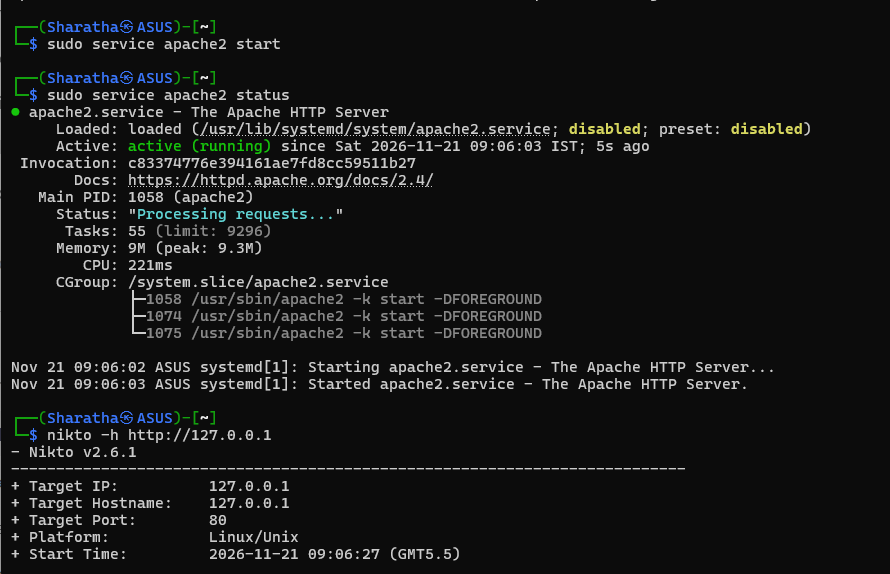 ┌──(Sharatha㉿ASUS)-[~]
└─$ sudo service apache2 start
┌──(Sharatha㉿ASUS)-[~]
└─$ sudo service apache2 status
● apache2.service - The Apache HTTP Server
Loaded: loaded (/usr/lib/systemd/system/apache2.service; disabled; preset: disabled)
Active: active (running) since Sat 2026-11-21 09:06:03 IST; 5s ago
Invocation: c83374776e394161ae7fd8cc59511b27
Docs: https://httpd.apache.org/docs/2.4/
Main PID: 1058 (apache2)
Status: "Processing requests..."
Tasks: 55 (limit: 9296)
Memory: 9M (peak: 9.3M)
CPU: 221ms
CGroup: /system.slice/apache2.service
├─1058 /usr/sbin/apache2 -k start -DFOREGROUND
├─1074 /usr/sbin/apache2 -k start -DFOREGROUND
└─1075 /usr/sbin/apache2 -k start -DFOREGROUND
Nov 21 09:06:02 ASUS systemd[1]: Starting apache2.service - The Apache HTTP Server...
Nov 21 09:06:03 ASUS systemd[1]: Started apache2.service - The Apache HTTP Server.
┌──(Sharatha㉿ASUS)-[~]
└─$ nikto -h http://127.0.0.1
- Nikto v2.6.1
---------------------------------------------------------------------------
+ Target IP: 127.0.0.1
+ Target Hostname: 127.0.0.1
+ Target Port: 80
+ Platform: Linux/Unix
+ Start Time: 2026-11-21 09:06:27 (GMT5.5)